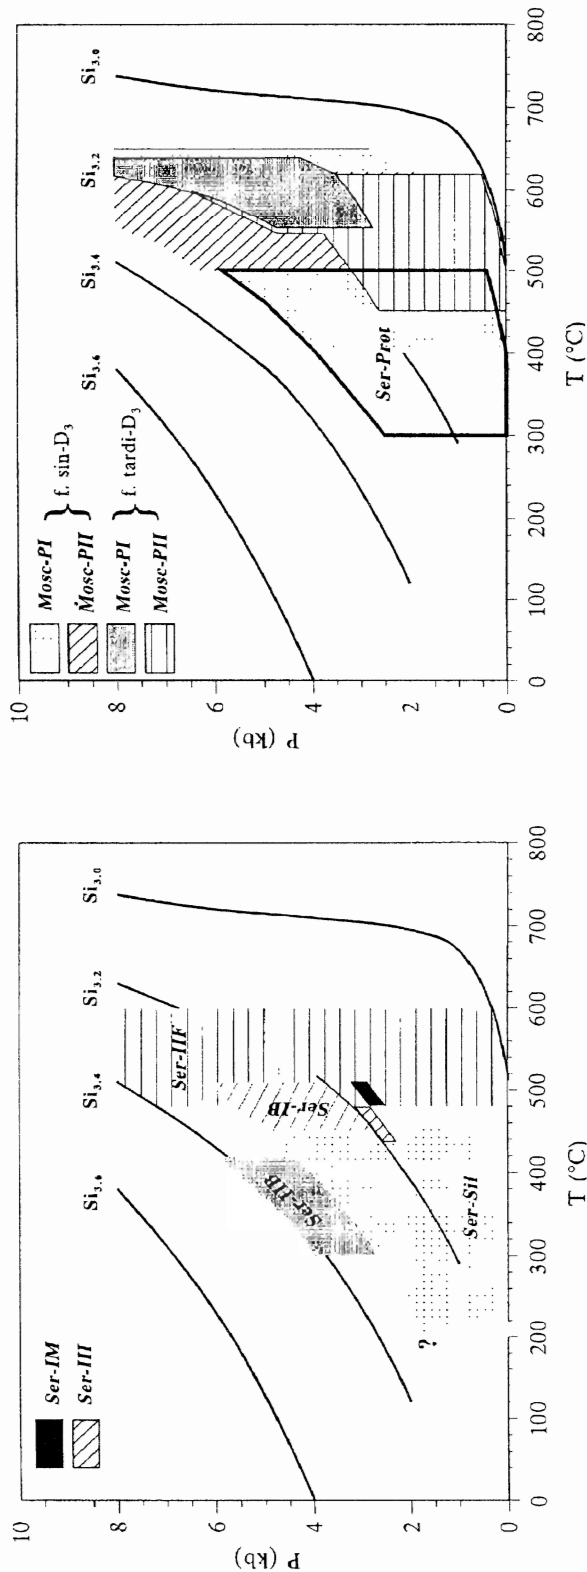 Ser-IM
Ser-III
Si3.6
Si3.4
Si3.2
Si3.0
Ser-IIF
Ser-IB
Ser-IIB
Ser-Sil
?
P (kb)
10
8
6
4
2
0
0
100
200
300
400
500
600
700
800
T (°C)
Mosc-PI
Mosc-PII
} f. sin-D3
Mosc-PI
Mosc-PII
} f. tardi-D3
Si3.6
Si3.4
Si3.2
Si3.0
Ser-Prot
P (kb)
10
8
6
4
2
0
0
100
200
300
400
500
600
700
800
T (°C)